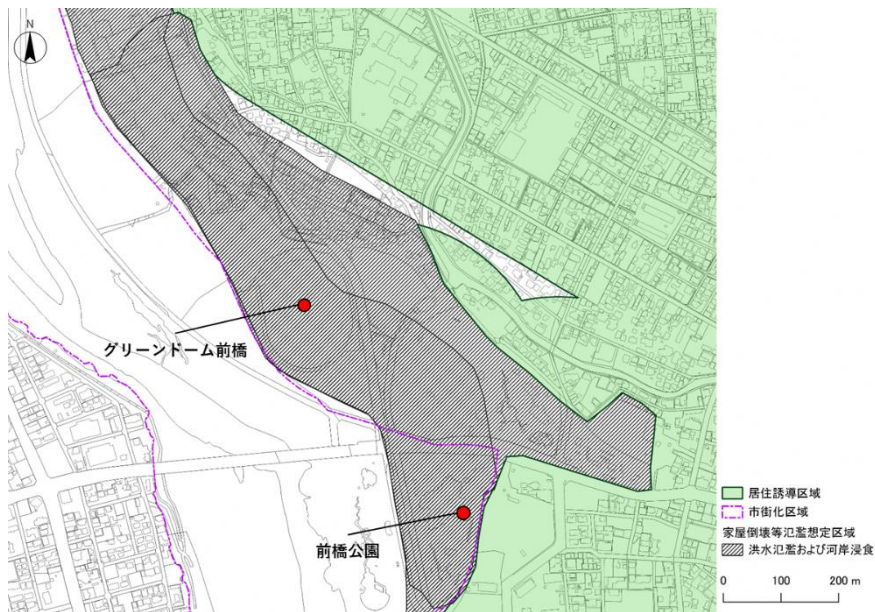 N
グリーンドーム前橋
前橋公園
居住誘導区域
市街化区域
家屋倒壊等氾濫想定区域
洪水氾濫および河岸浸食
0 100 200 m